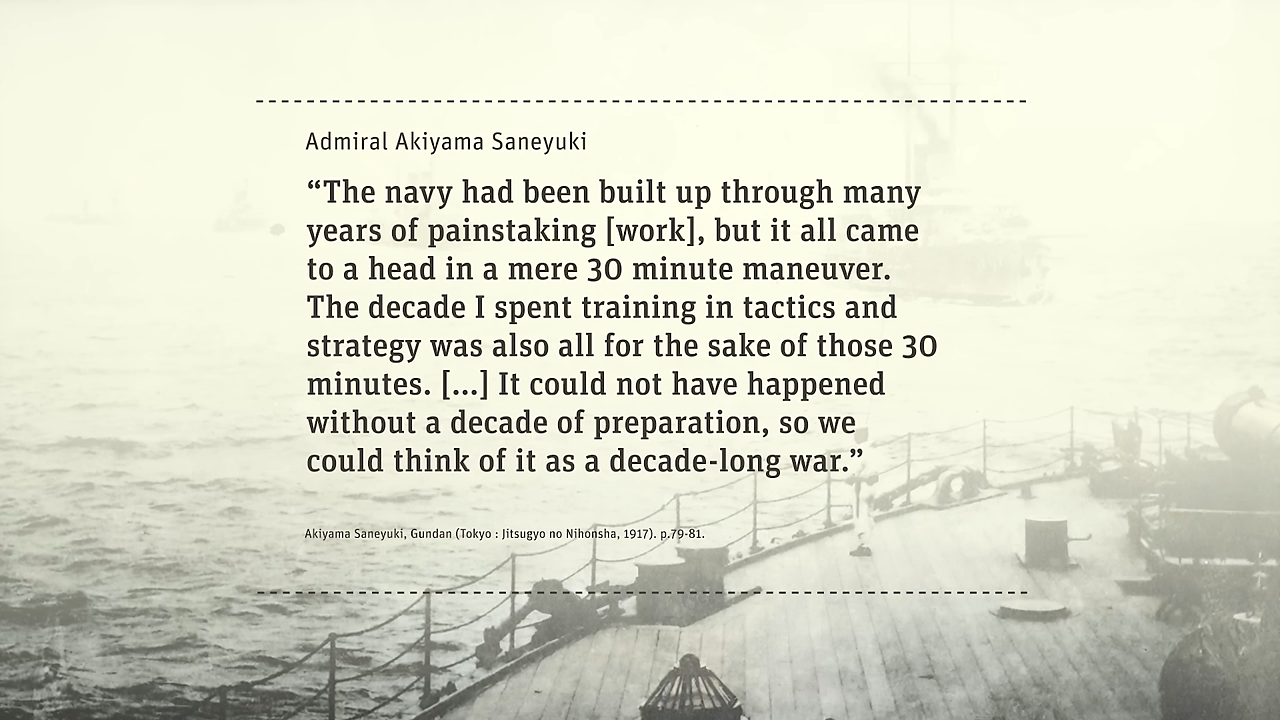 Admiral Akiyama Saneyuki
“The navy had been built up through many
years of painstaking [work], but it all came
to a head in a mere 30 minute maneuver.
The decade I spent training in tactics and
strategy was also all for the sake of those 30
minutes. [...] It could not have happened
without a decade of preparation, so we
could think of it as a decade-long war.”
Akiyama Saneyuki, Gundan (Tokyo : Jitsugyo no Nihonsha, 1917). p.79-81.